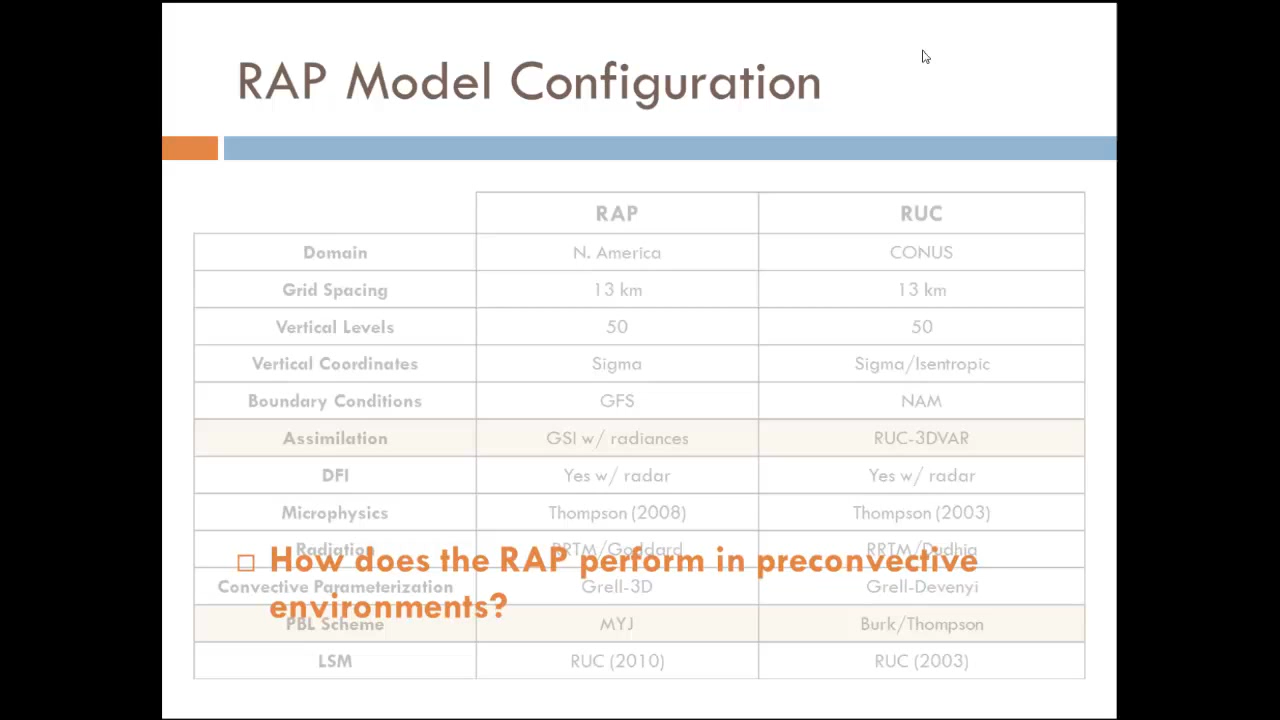 RAP Model Configuration
RAP RUC
Domain N. America CONUS
Grid Spacing 13 km 13 km
Vertical Levels 50 50
Vertical Coordinates Sigma Sigma/Isentropic
Boundary Conditions GFS NAM
Assimilation GSI w/ radiances RUC-3DVAR
DFI Yes w/ radar Yes w/ radar
Microphysics Thompson (2008) Thompson (2003)
Radiation RRTM/Goddard RRTM/Dudhia
How does the RAP perform in preconvective
Convective Parameterization Grell-3D Grell-Devenyi
environments?
PBL Scheme MYJ Burk/Thompson
LSM RUC (2010) RUC (2003)